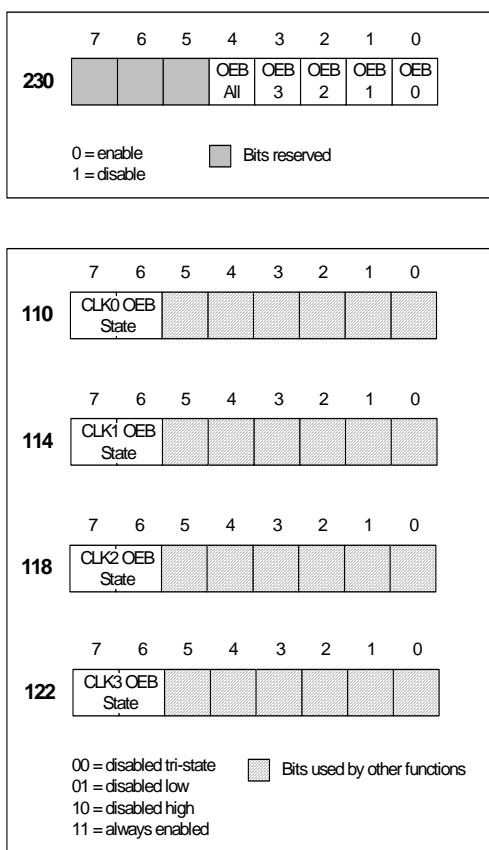 7 6 5 4 3 2 1 0
230 OEB All OEB 3 OEB 2 OEB 1 OEB 0
0 = enable
1 = disable
Bits reserved
7 6 5 4 3 2 1 0
110 CLK0 OEB State
7 6 5 4 3 2 1 0
114 CLK1 OEB State
7 6 5 4 3 2 1 0
118 CLK2 OEB State
7 6 5 4 3 2 1 0
122 CLK3 OEB State
00 = disabled tri-state
01 = disabled low
10 = disabled high
11 = always enabled
Bits used by other functions